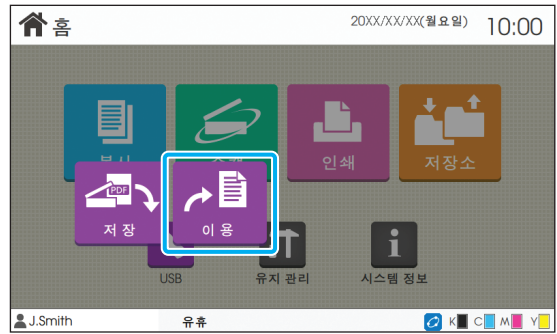 홈
20XX/XX/XX(월요일) 10:00
인쇄
저장소
PDF
저장
이용
USB
유지 관리
시스템 정보
J.Smith
유휴
K C M Y